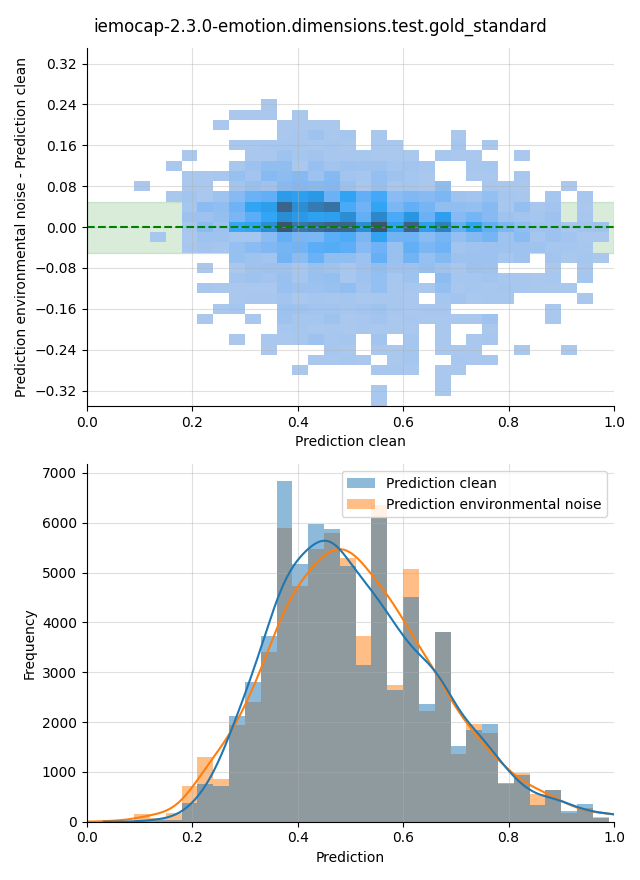 iemocap-2.3.0-emotion.dimensions.test.gold_standard
Prediction environmental noise - Prediction clean
0.32
0.24
0.16
0.08
0.00
−0.08
−0.16
−0.24
−0.32
0.0 0.2 0.4 0.6 0.8 1.0
Prediction clean
Frequency
7000
6000
5000
4000
3000
2000
1000
0
Prediction clean
Prediction environmental noise
0.0 0.2 0.4 0.6 0.8 1.0
Prediction